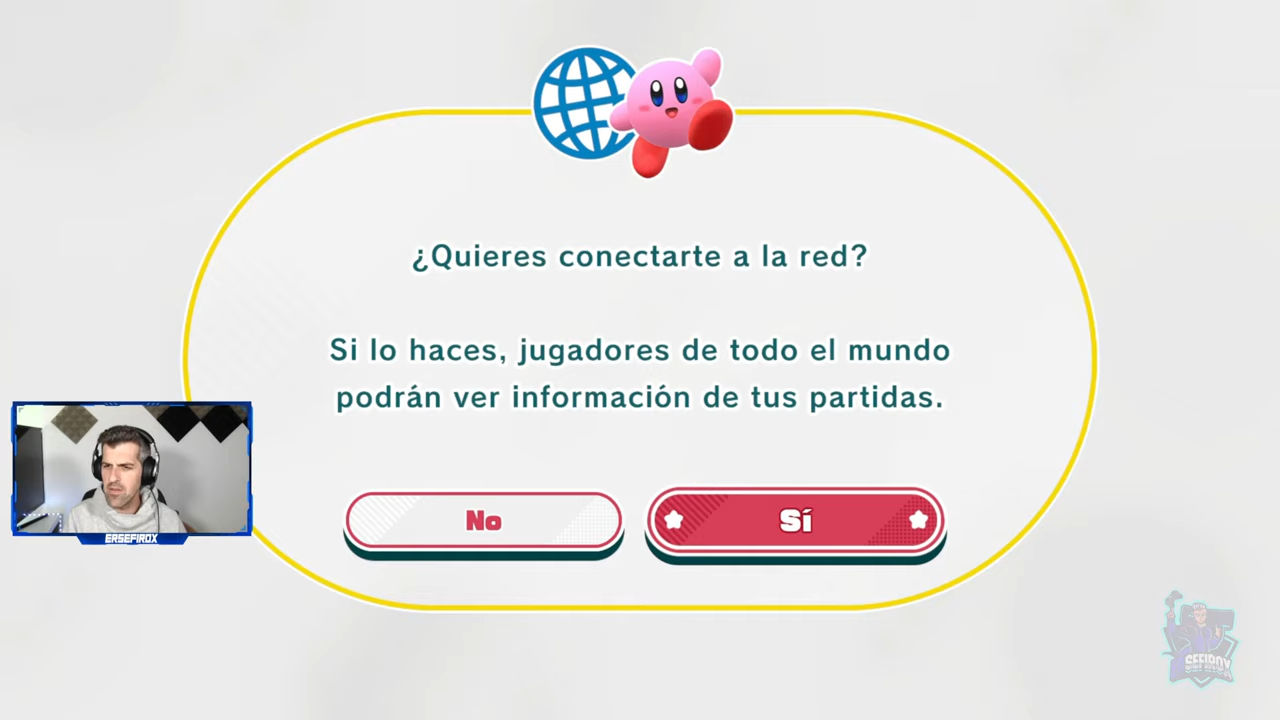 ¿Quieres conectarte a la red?
Si lo haces, jugadores de todo el mundo
podrán ver información de tus partidas.
No
Sí
ERSEFIROX
SEFIROX